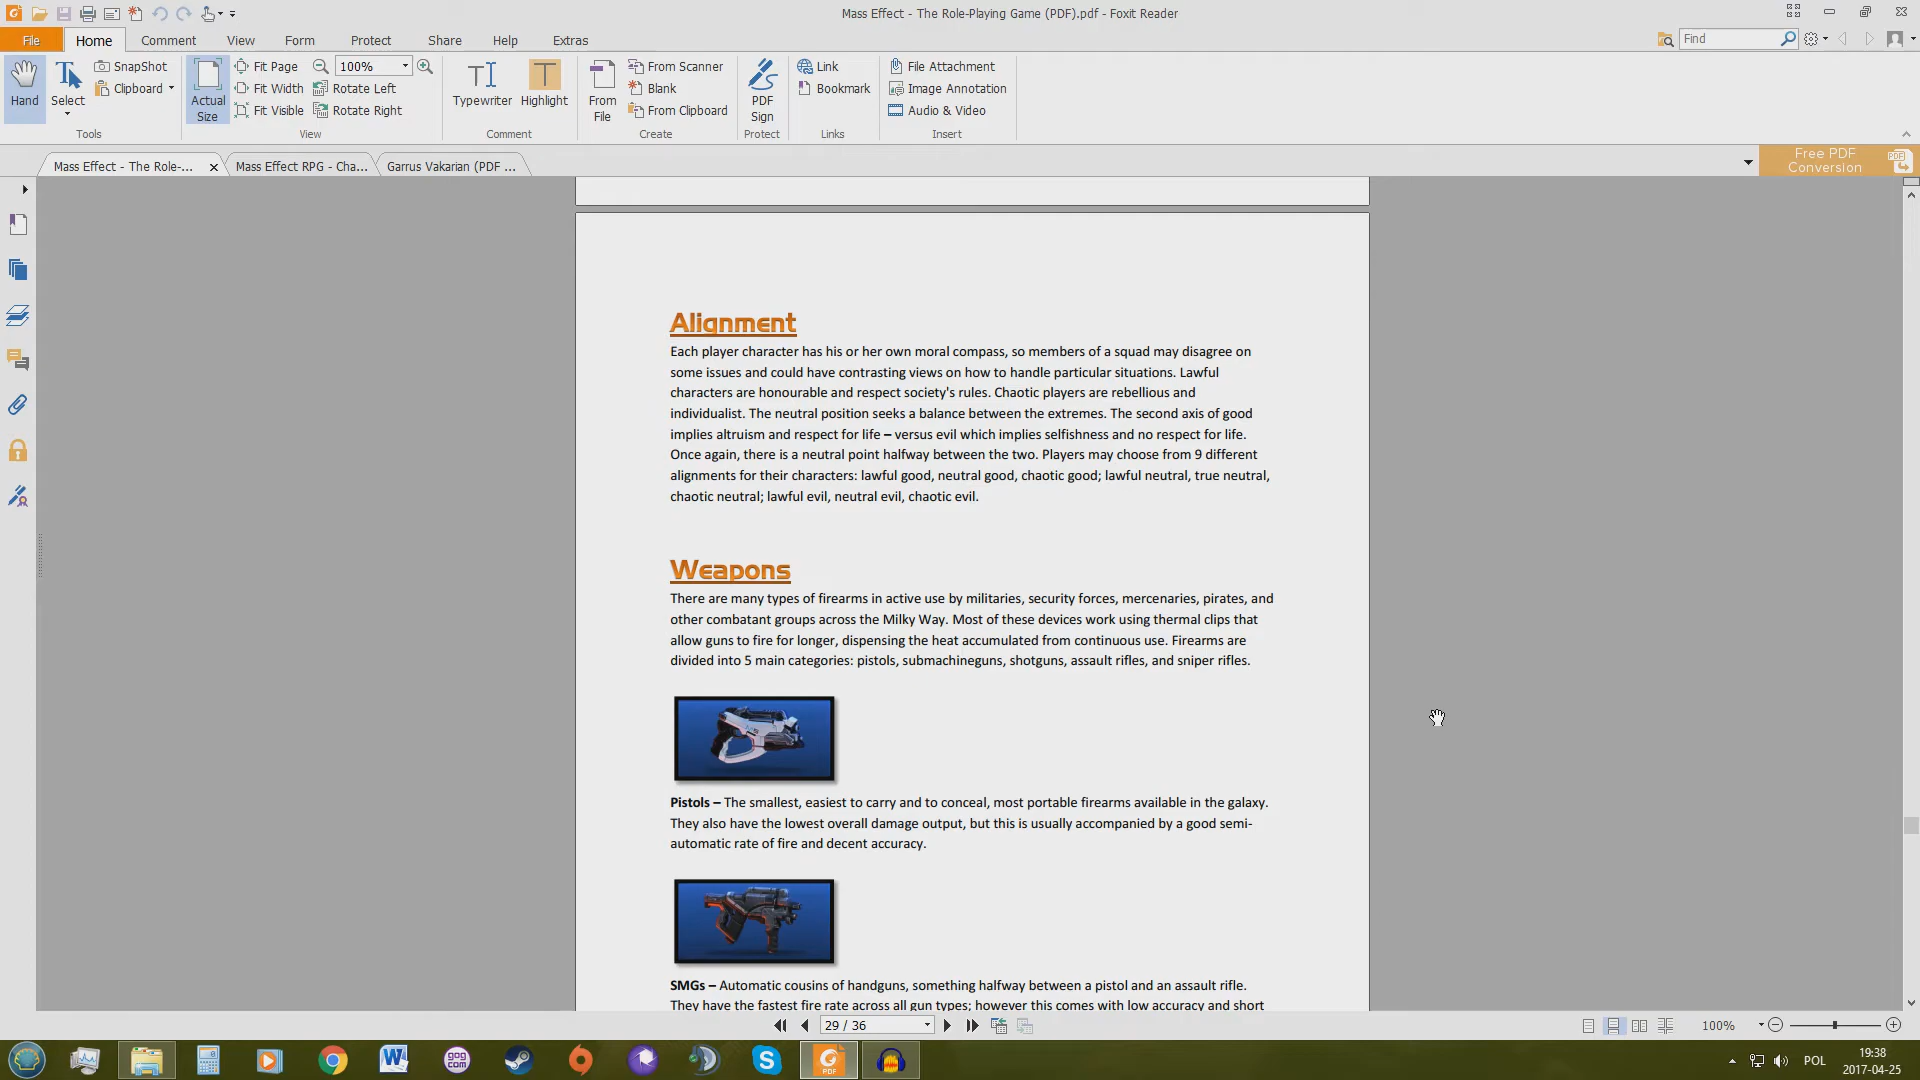 Mass Effect - The Role-Playing Game (PDF).pdf - Foxit Reader
File Home Comment View Form Protect Share Help Extras Find
Hand Select SnapShot Clipboard Tools
Actual Size Fit Page Fit Width Fit Visible 100% Rotate Left Rotate Right View
Typewriter Highlight Comment
From File From Scanner Blank From Clipboard Create
PDF Sign Protect
Link Bookmark Links
File Attachment Image Annotation Audio & Video Insert
Mass Effect - The Role-... Mass Effect RPG - Cha... Garrus Vakarian (PDF ...
Free PDF
Conversion
Alignment
Each player character has his or her own moral compass, so members of a squad may disagree on
some issues and could have contrasting views on how to handle particular situations. Lawful
characters are honourable and respect society's rules. Chaotic players are rebellious and
individualist. The neutral position seeks a balance between the extremes. The second axis of good
implies altruism and respect for life – versus evil which implies selfishness and no respect for life.
Once again, there is a neutral point halfway between the two. Players may choose from 9 different
alignments for their characters: lawful good, neutral good, chaotic good; lawful neutral, true neutral,
chaotic neutral; lawful evil, neutral evil, chaotic evil.
Weapons
There are many types of firearms in active use by militaries, security forces, mercenaries, pirates, and
other combatant groups across the Milky Way. Most of these devices work using thermal clips that
allow guns to fire for longer, dispensing the heat accumulated from continuous use. Firearms are
divided into 5 main categories: pistols, submachineguns, shotguns, assault rifles, and sniper rifles.
Pistols – The smallest, easiest to carry and to conceal, most portable firearms available in the galaxy.
They also have the lowest overall damage output, but this is usually accompanied by a good semi-
automatic rate of fire and decent accuracy.
SMGs – Automatic cousins of handguns, something halfway between a pistol and an assault rifle.
They have the fastest fire rate across all gun types; however this comes with low accuracy and short
29 / 36
100%
POL
19:38
2017-04-25